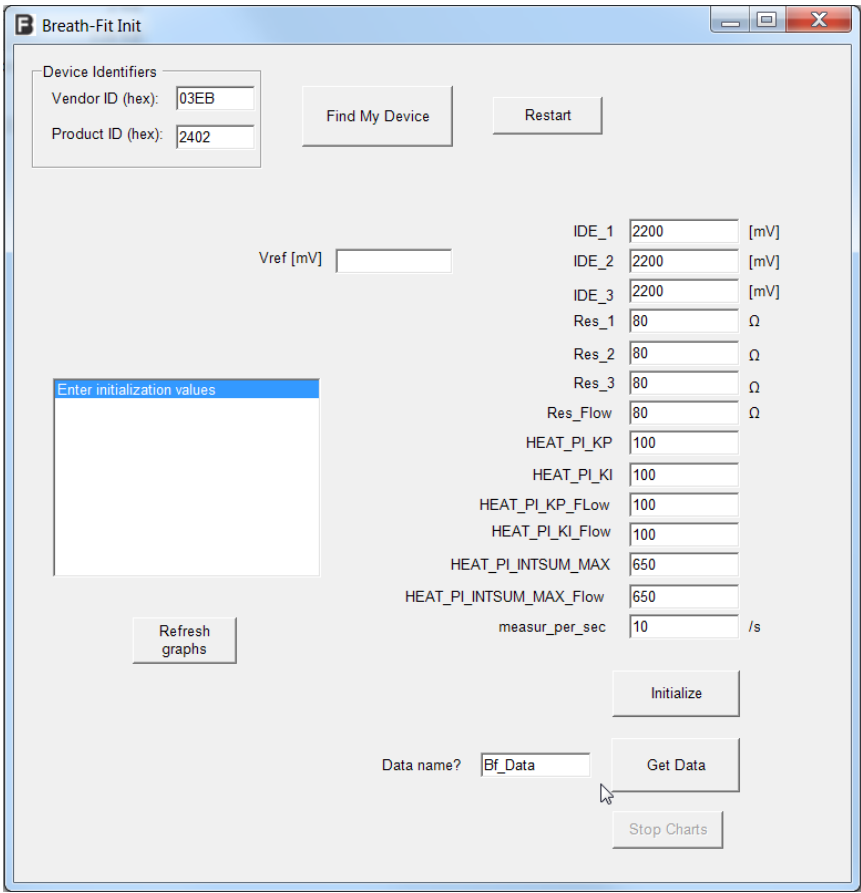 Breath-Fit Init
Device Identifiers
Vendor ID (hex): 03EB
Product ID (hex): 2402
Find My Device
Restart
Vref [mV]
IDE_1 2200 [mV]
IDE_2 2200 [mV]
IDE_3 2200 [mV]
Res_1 80 Ω
Res_2 80 Ω
Res_3 80 Ω
Res_Flow 80 Ω
HEAT_PI_KP 100
HEAT_PI_KI 100
HEAT_PI_KP_FLow 100
HEAT_PI_KI_Flow 100
HEAT_PI_INTSUM_MAX 650
HEAT_PI_INTSUM_MAX_Flow 650
measur_per_sec 10 /s
Enter initialization values
Refresh
graphs
Initialize
Data name? Bf_Data
Get Data
Stop Charts